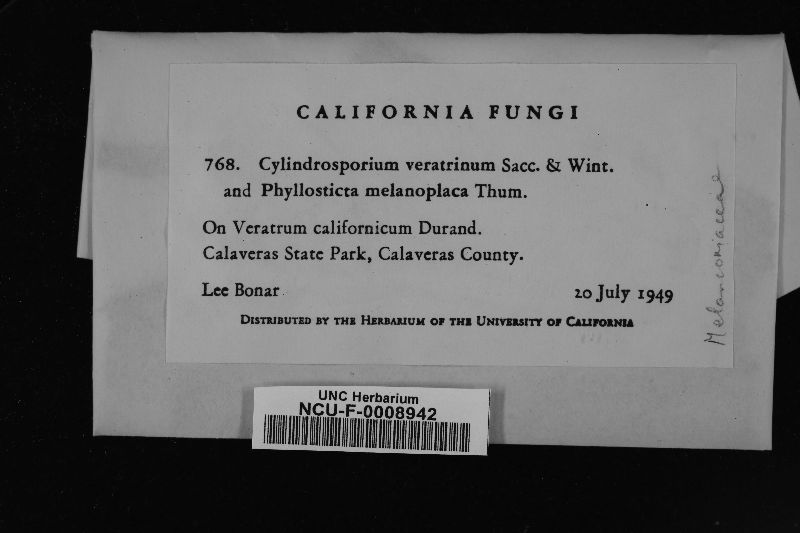 CALIFORNIA FUNGI
768. Cylindrosporium veratrinum Sacc. & Wint.
and Phyllosticta melanoplaca Thum.
On Veratrum californicum Durand.
Calaveras State Park, Calaveras County.
Lee Bonar 20 July 1949
DISTRIBUTED BY THE HERBARIUM OF THE UNIVERSITY OF CALIFORNIA
Melanconiaceae
UNC Herbarium
NCU-F-0008942